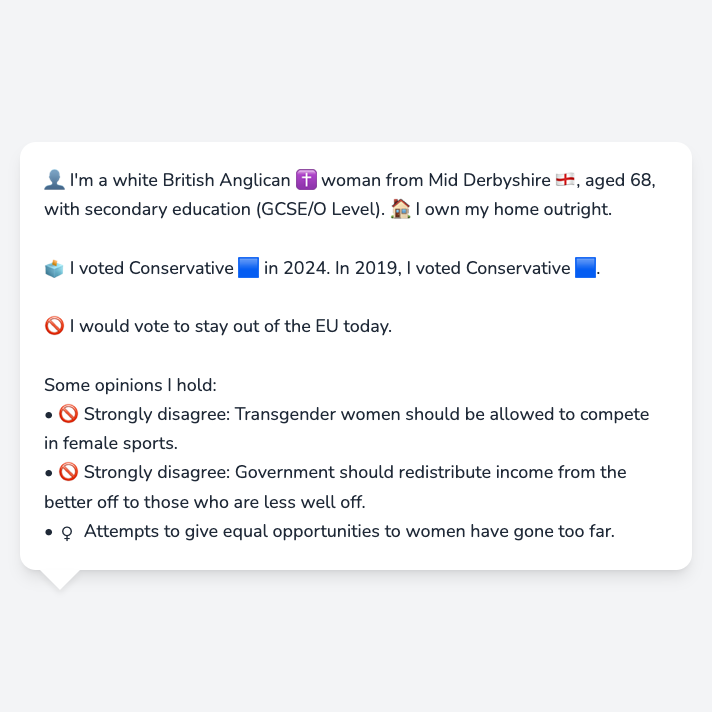 👤 I'm a white British Anglican ✝️ woman from Mid Derbyshire 🏴󠁧󠁢󠁥󠁮󠁧󠁿, aged 68,
with secondary education (GCSE/O Level). 🏠 I own my home outright.
🗳️ I voted Conservative 🟦 in 2024. In 2019, I voted Conservative 🟦.
🚫 I would vote to stay out of the EU today.
Some opinions I hold:
• 🚫 Strongly disagree: Transgender women should be allowed to compete
in female sports.
• 🚫 Strongly disagree: Government should redistribute income from the
better off to those who are less well off.
• ♀ Attempts to give equal opportunities to women have gone too far.